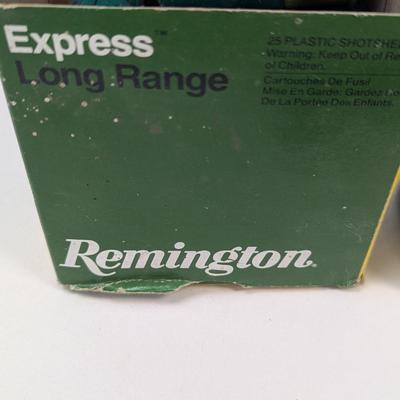 Express™
Long Range
25 PLASTIC SHOTSHE
Warning: Keep Out of Re
of Children.
Cartouches De Fusil
Mise En Garde: Gardez Ho
De La Portée Des Enfants.
Remington®